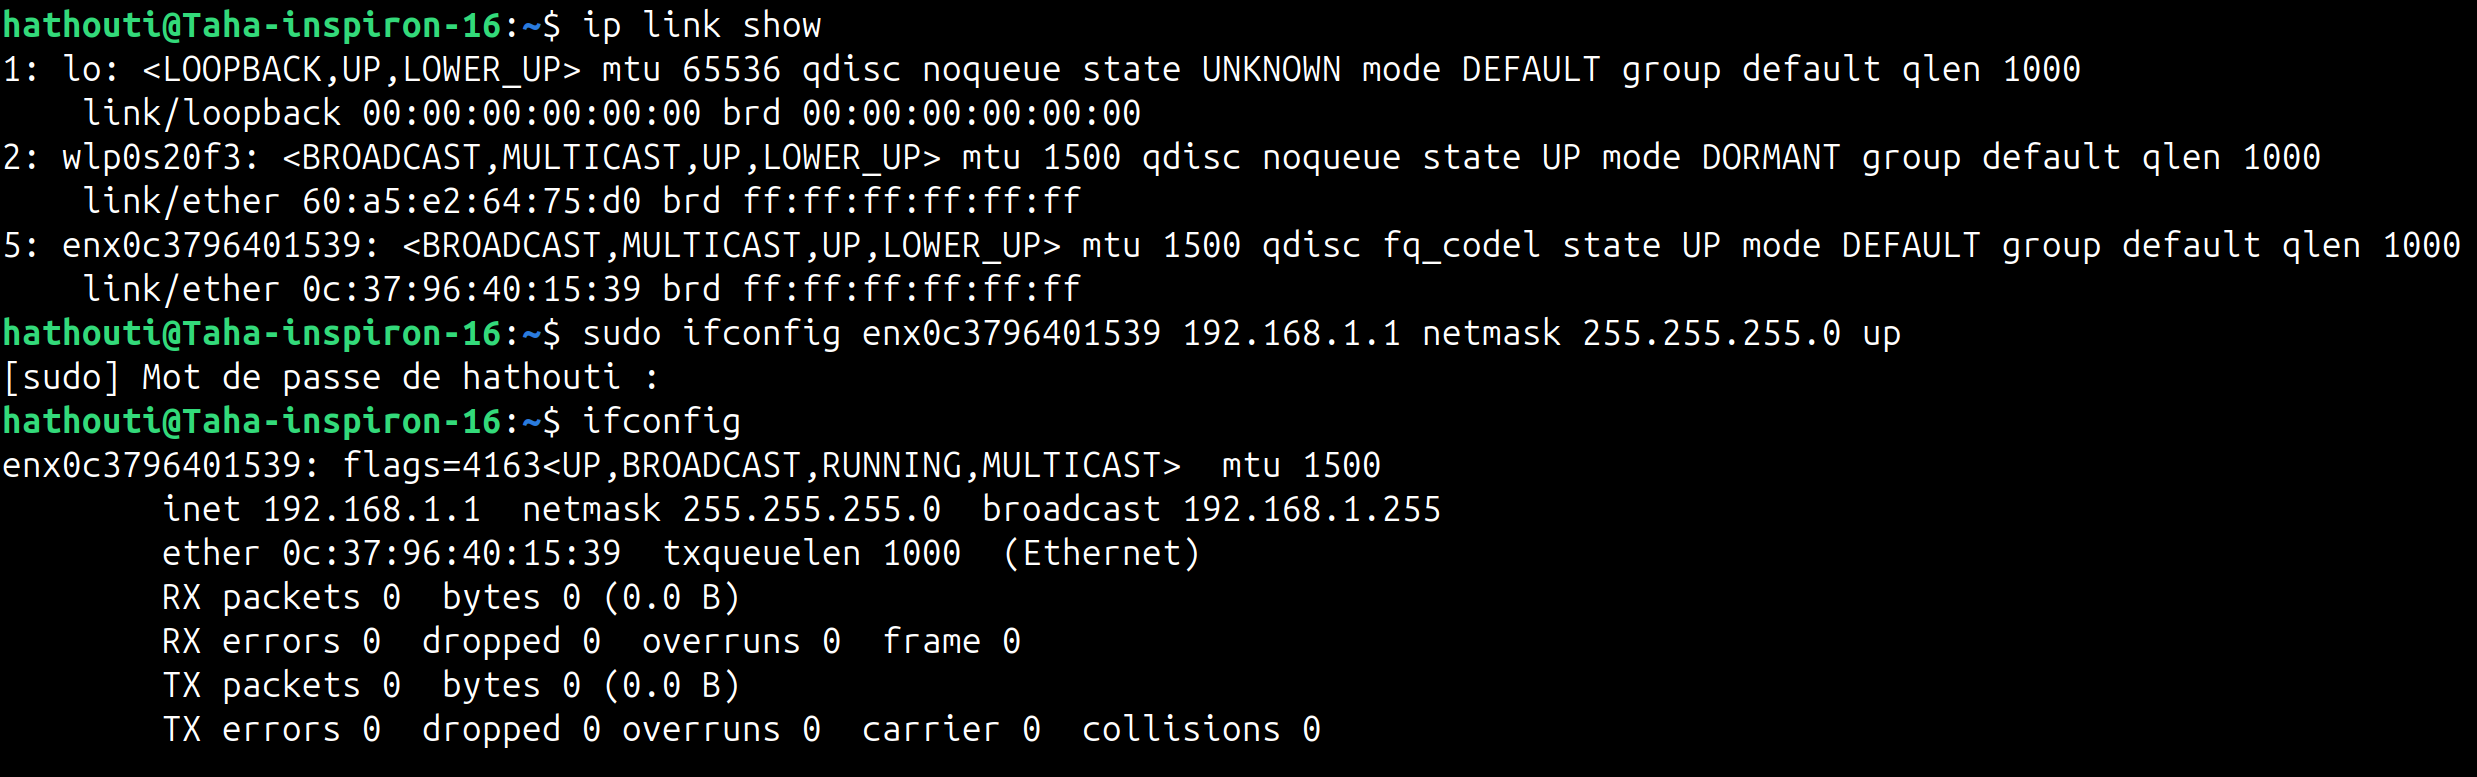 hathouti@Taha-inspiron-16:~$ ip link show
1: lo: <LOOPBACK,UP,LOWER_UP> mtu 65536 qdisc noqueue state UNKNOWN mode DEFAULT group default qlen 1000
    link/loopback 00:00:00:00:00:00 brd 00:00:00:00:00:00
2: wlp0s20f3: <BROADCAST,MULTICAST,UP,LOWER_UP> mtu 1500 qdisc noqueue state UP mode DORMANT group default qlen 1000
    link/ether 60:a5:e2:64:75:d0 brd ff:ff:ff:ff:ff:ff
5: enx0c3796401539: <BROADCAST,MULTICAST,UP,LOWER_UP> mtu 1500 qdisc fq_codel state UP mode DEFAULT group default qlen 1000
    link/ether 0c:37:96:40:15:39 brd ff:ff:ff:ff:ff:ff
hathouti@Taha-inspiron-16:~$ sudo ifconfig enx0c3796401539 192.168.1.1 netmask 255.255.255.0 up
[sudo] Mot de passe de hathouti :
hathouti@Taha-inspiron-16:~$ ifconfig
enx0c3796401539: flags=4163<UP,BROADCAST,RUNNING,MULTICAST>  mtu 1500
        inet 192.168.1.1  netmask 255.255.255.0  broadcast 192.168.1.255
        ether 0c:37:96:40:15:39  txqueuelen 1000  (Ethernet)
        RX packets 0  bytes 0 (0.0 B)
        RX errors 0  dropped 0  overruns 0  frame 0
        TX packets 0  bytes 0 (0.0 B)
        TX errors 0  dropped 0 overruns 0  carrier 0  collisions 0